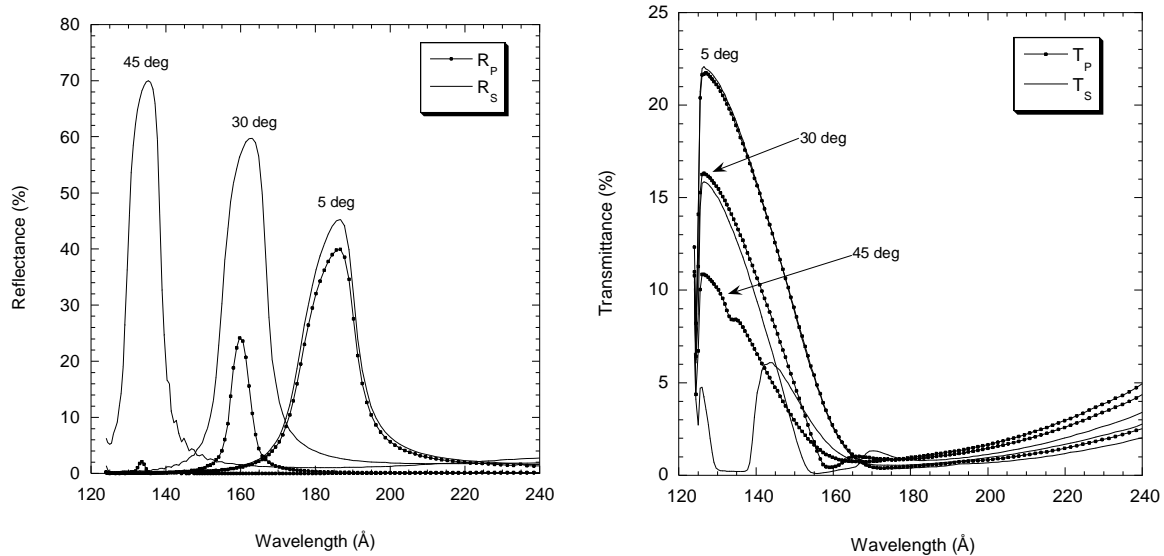 80
70
60
50
40
30
20
10
0
120 140 160 180 200 220 240
Reflectance (%)
Wavelength (Å)
45 deg
30 deg
5 deg
R_P
R_S
25
20
15
10
5
0
120 140 160 180 200 220 240
Transmittance (%)
Wavelength (Å)
5 deg
30 deg
45 deg
T_P
T_S